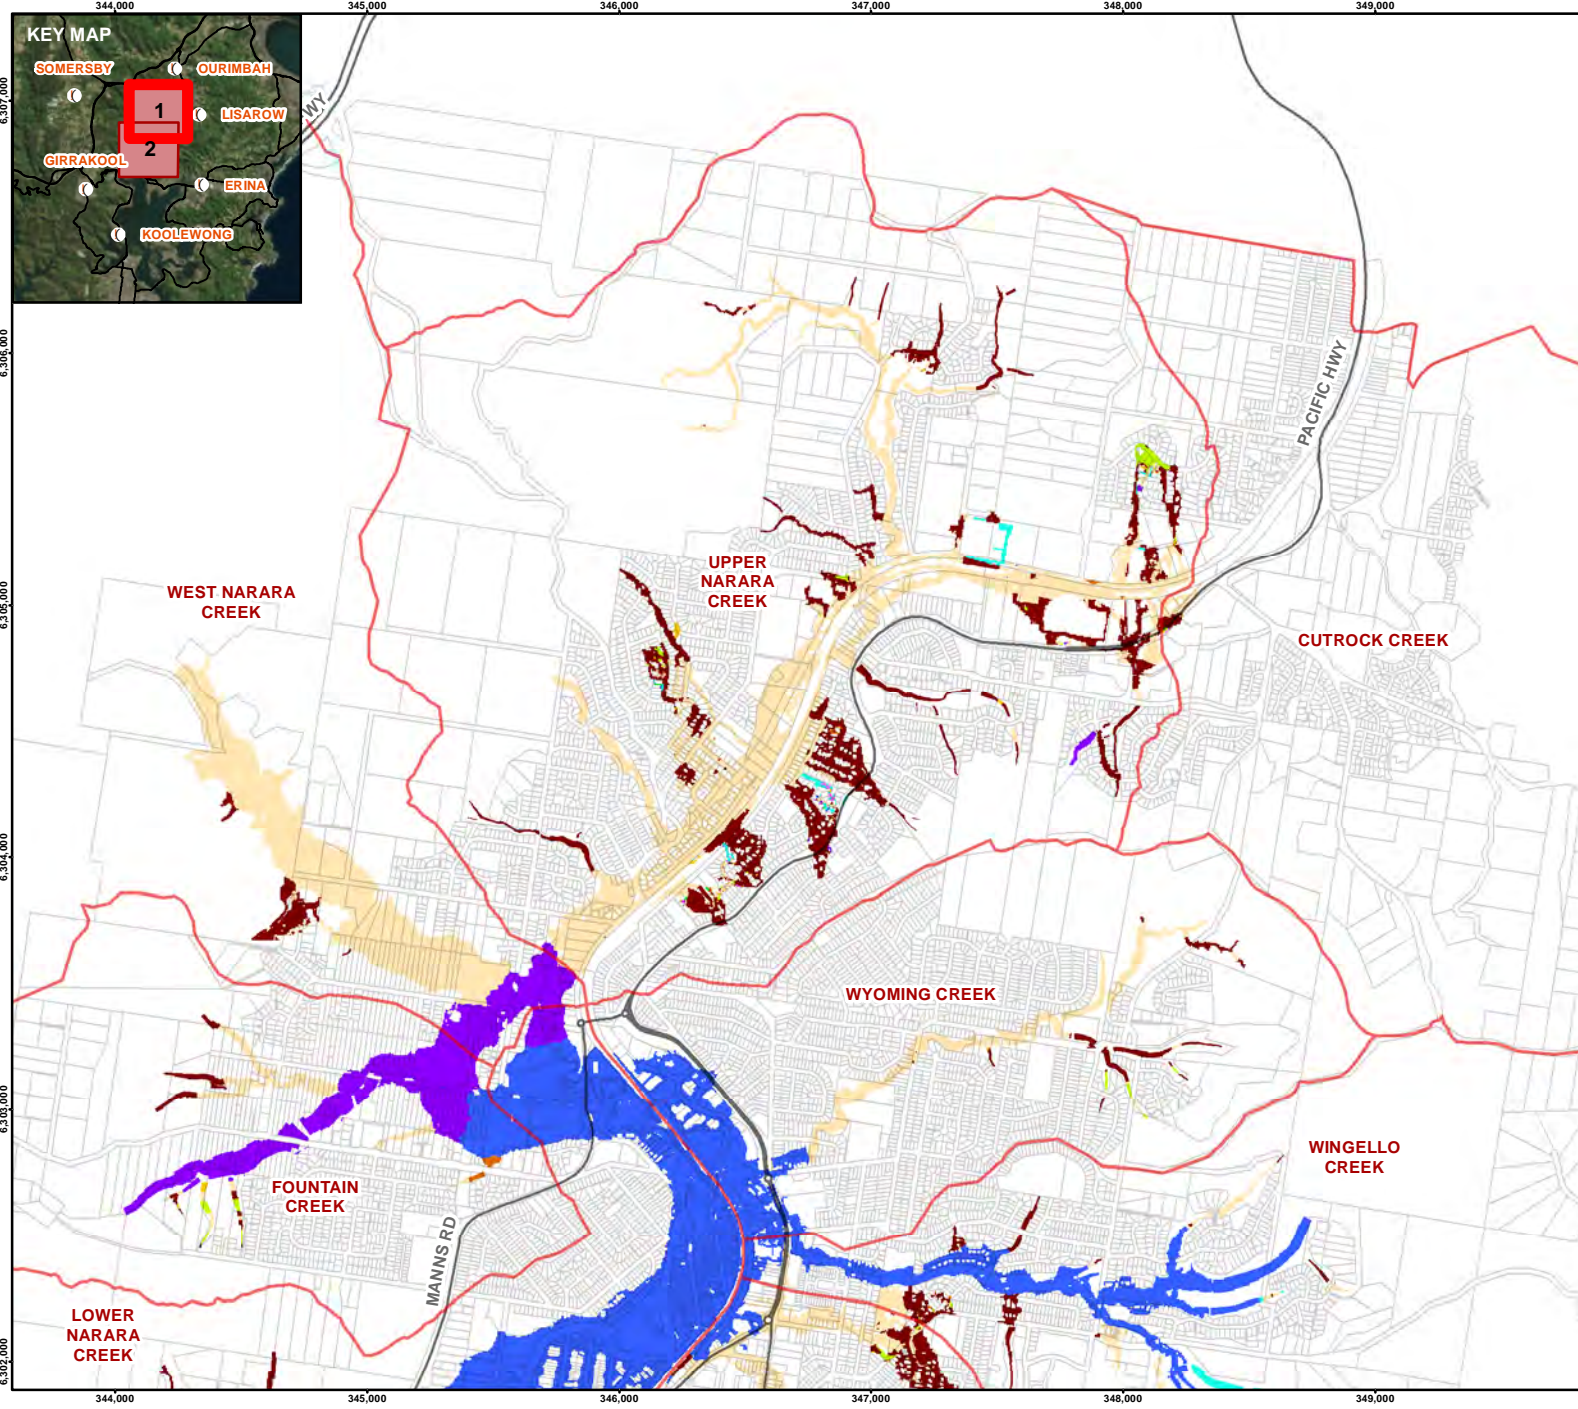 344,000
345,000
346,000
347,000
348,000
349,000
KEY MAP
SOMERSBY
OURIMBAH
1
LISAROW
2
GIRRAKOOL
ERINA
KOOLEWONG
WY
6,307,000
6,306,000
PACIFIC HWY
6,305,000
WEST NARARA
CREEK
UPPER
NARARA
CREEK
CUTROCK CREEK
6,304,000
WYOMING CREEK
6,303,000
WINGELLO
CREEK
FOUNTAIN
CREEK
MANNS RD
LOWER
NARARA
CREEK
6,302,000
344,000
345,000
346,000
347,000
348,000
349,000